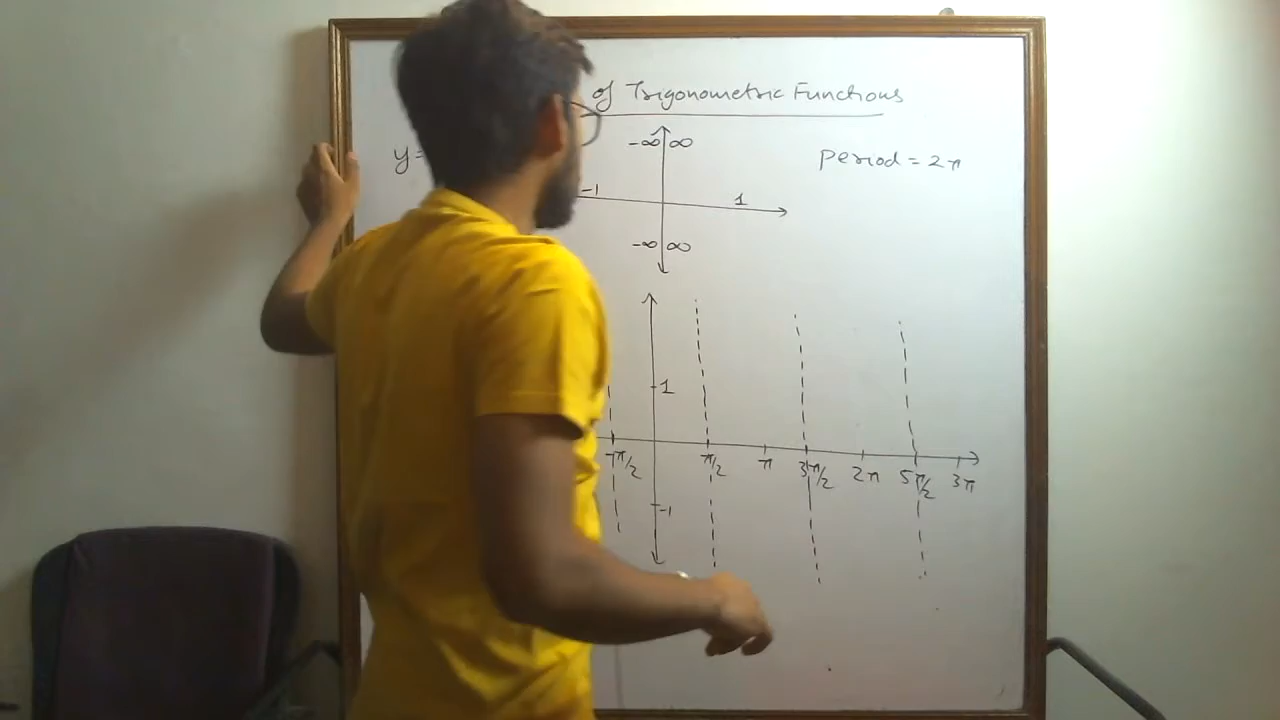 of Trigonometric Functions
-∞ ∞
y= Period = 2π
-1 1
-∞ ∞
1
-π/2 π/2 π 3π/2 2π 5π/2 3π
-1